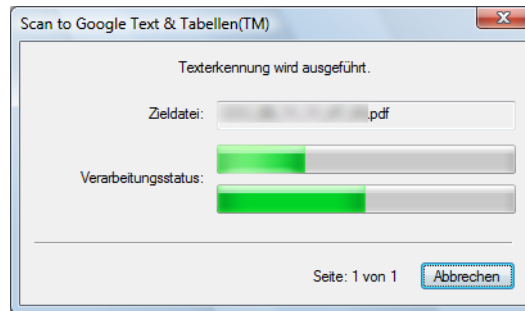 Scan to Google Text & Tabellen(TM)
Texterkennung wird ausgeführt.
Zieldatei: .pdf
Verarbeitungsstatus:
Seite: 1 von 1 Abbrechen